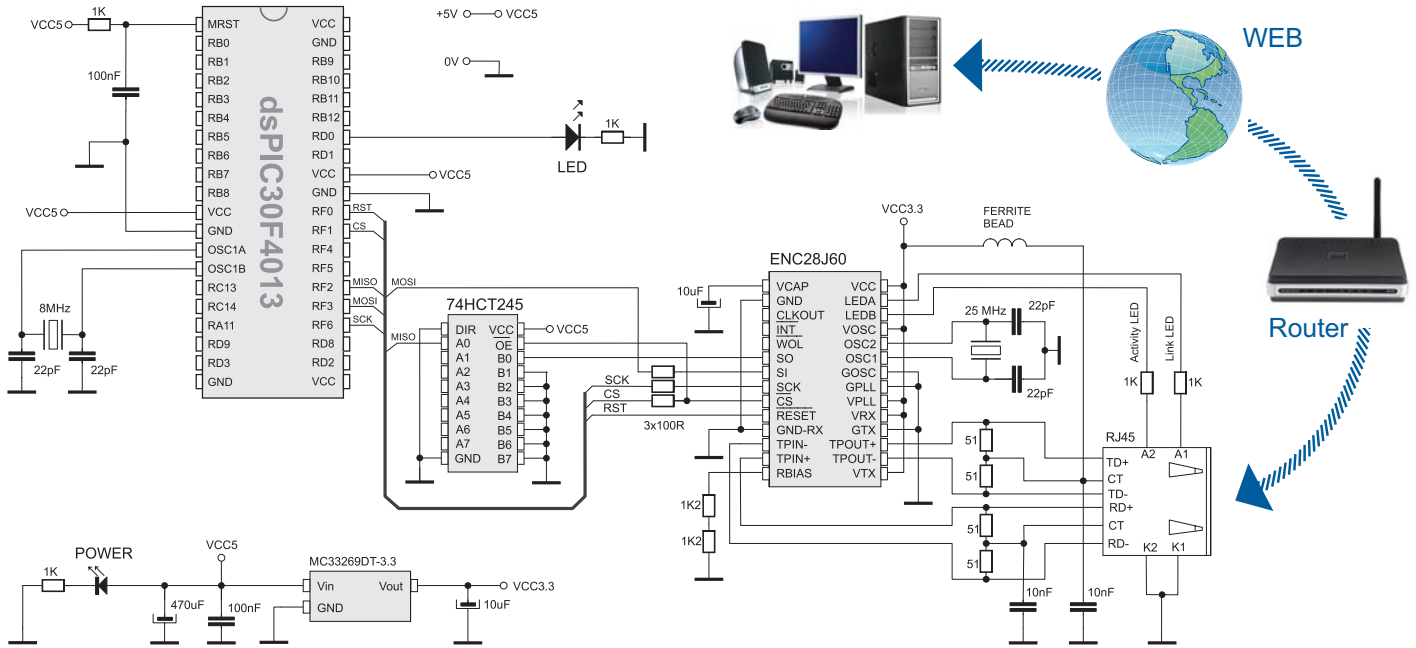 VCC5
1K
100nF
VCC5
8MHz
22pF
22pF
dsPIC30F4013
MRST
RB0
RB1
RB2
RB3
RB4
RB5
RB6
RB7
RB8
VCC
GND
OSC1A
OSC1B
RC13
RC14
RA11
RD9
RD3
GND
VCC
GND
RB9
RB10
RB11
RB12
RD0
RD1
VCC
GND
RF0
RF1
RF4
RF5
RF2
RF3
RF6
RD8
RD2
VCC
+5V
VCC5
0V
LED
1K
VCC5
RST
CS
MISO
MOSI
SCK
MOSI
MISO
74HCT245
DIR
A0
A1
A2
A3
A4
A5
A6
A7
GND
VCC
OE
B0
B1
B2
B3
B4
B5
B6
B7
VCC5
SCK
CS
RST
3x100R
10uF
ENC28J60
VCAP
GND
CLKOUT
INT
WOL
SO
SI
SCK
CS
RESET
GND-RX
TPIN-
TPIN+
RBIAS
VCC
LEDA
LEDB
VOSC
OSC2
OSC1
GOSC
GPLL
VPLL
VRX
GTX
TPOUT+
TPOUT-
VTX
1K2
1K2
VCC3.3
FERRITE
BEAD
25 MHz
22pF
22pF
Activity LED
Link LED
1K
1K
51
51
51
51
10nF
10nF
RJ45
A2
A1
TD+
CT
TD-
RD+
CT
RD-
K2
K1
WEB
Router
POWER
1K
VCC5
470uF
100nF
MC33269DT-3.3
Vin
Vout
GND
VCC3.3
10uF